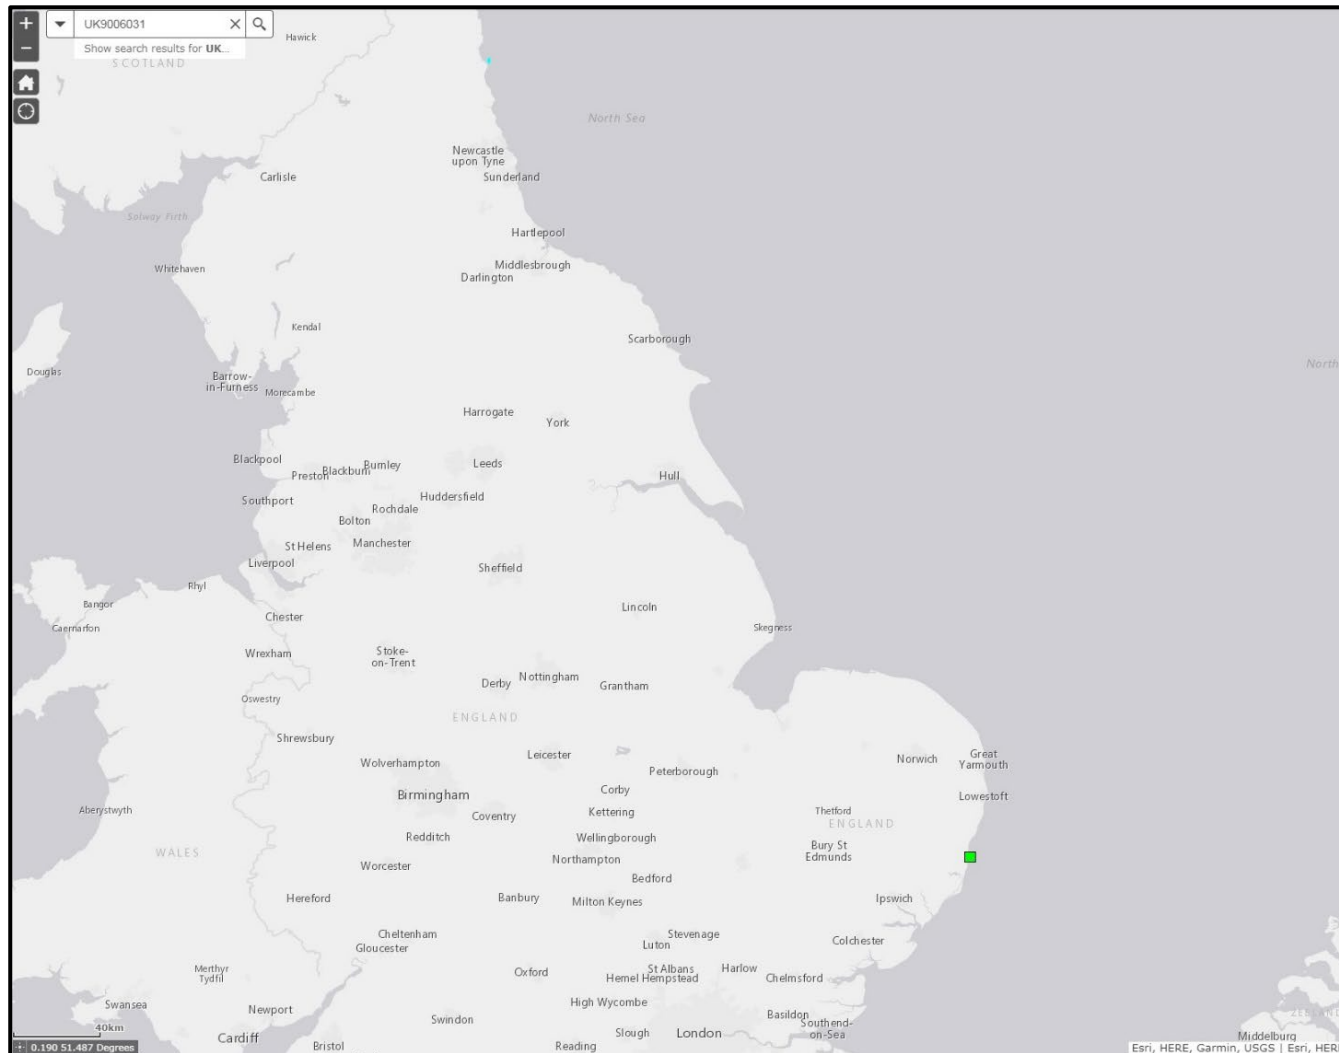 +
UK9006031
Show search results for UK...
−
Hawick
SCOTLAND
North Sea
Newcastle
upon Tyne
Carlisle
Sunderland
Solway Firth
Hartlepool
Whitehaven
Middlesbrough
Darlington
Kendal
Scarborough
North
Douglas
Barrow-
in-Furness
Morecambe
Harrogate
York
Blackpool
Preston
Blackburn
Burnley
Leeds
Hull
Southport
Huddersfield
Rochdale
Bolton
St Helens
Manchester
Liverpool
Sheffield
Rhyl
Bangor
Lincoln
Chester
Caernarfon
Skegness
Wrexham
Stoke-
on-Trent
Derby
Nottingham
Grantham
Oswestry
ENGLAND
Shrewsbury
Wolverhampton
Leicester
Norwich
Great
Yarmouth
Peterborough
Birmingham
Corby
Lowestoft
Aberystwyth
Coventry
Kettering
Thetford
ENGLAND
Redditch
Wellingborough
Bury St
Edmunds
WALES
Worcester
Northampton
Bedford
Hereford
Banbury
Milton Keynes
Ipswich
Cheltenham
Gloucester
Stevenage
Luton
Colchester
Merthyr
Tydfil
Oxford
St Albans
Hemel Hempstead
Harlow
Chelmsford
Swansea
Newport
High Wycombe
Basildon
Southend-
on-Sea
ZEELAND
40km
Cardiff
Swindon
Slough
London
Middelburg
0.190 51.487 Degrees
Bristol
Reading
Esri, HERE, Garmin, USGS | Esri, HERE